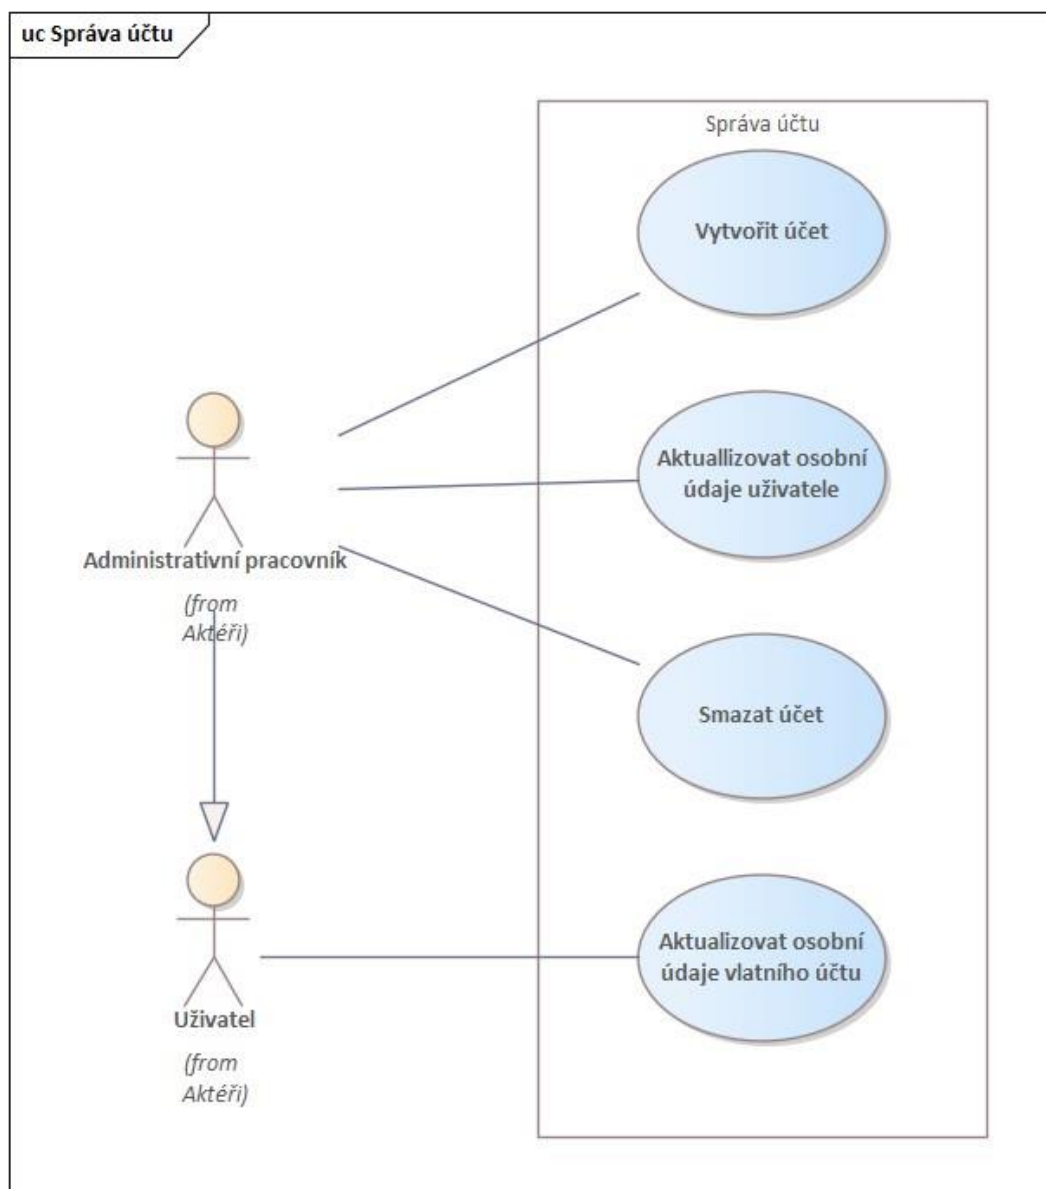 uc Správa účtu
Správa účtu
Vytvořit účet
Aktuallizovat osobní
údaje uživatele
Administrativní pracovník
(from
Aktéři)
Smazat účet
Aktualizovat osobní
údaje vlatního účtu
Uživatel
(from
Aktéři)